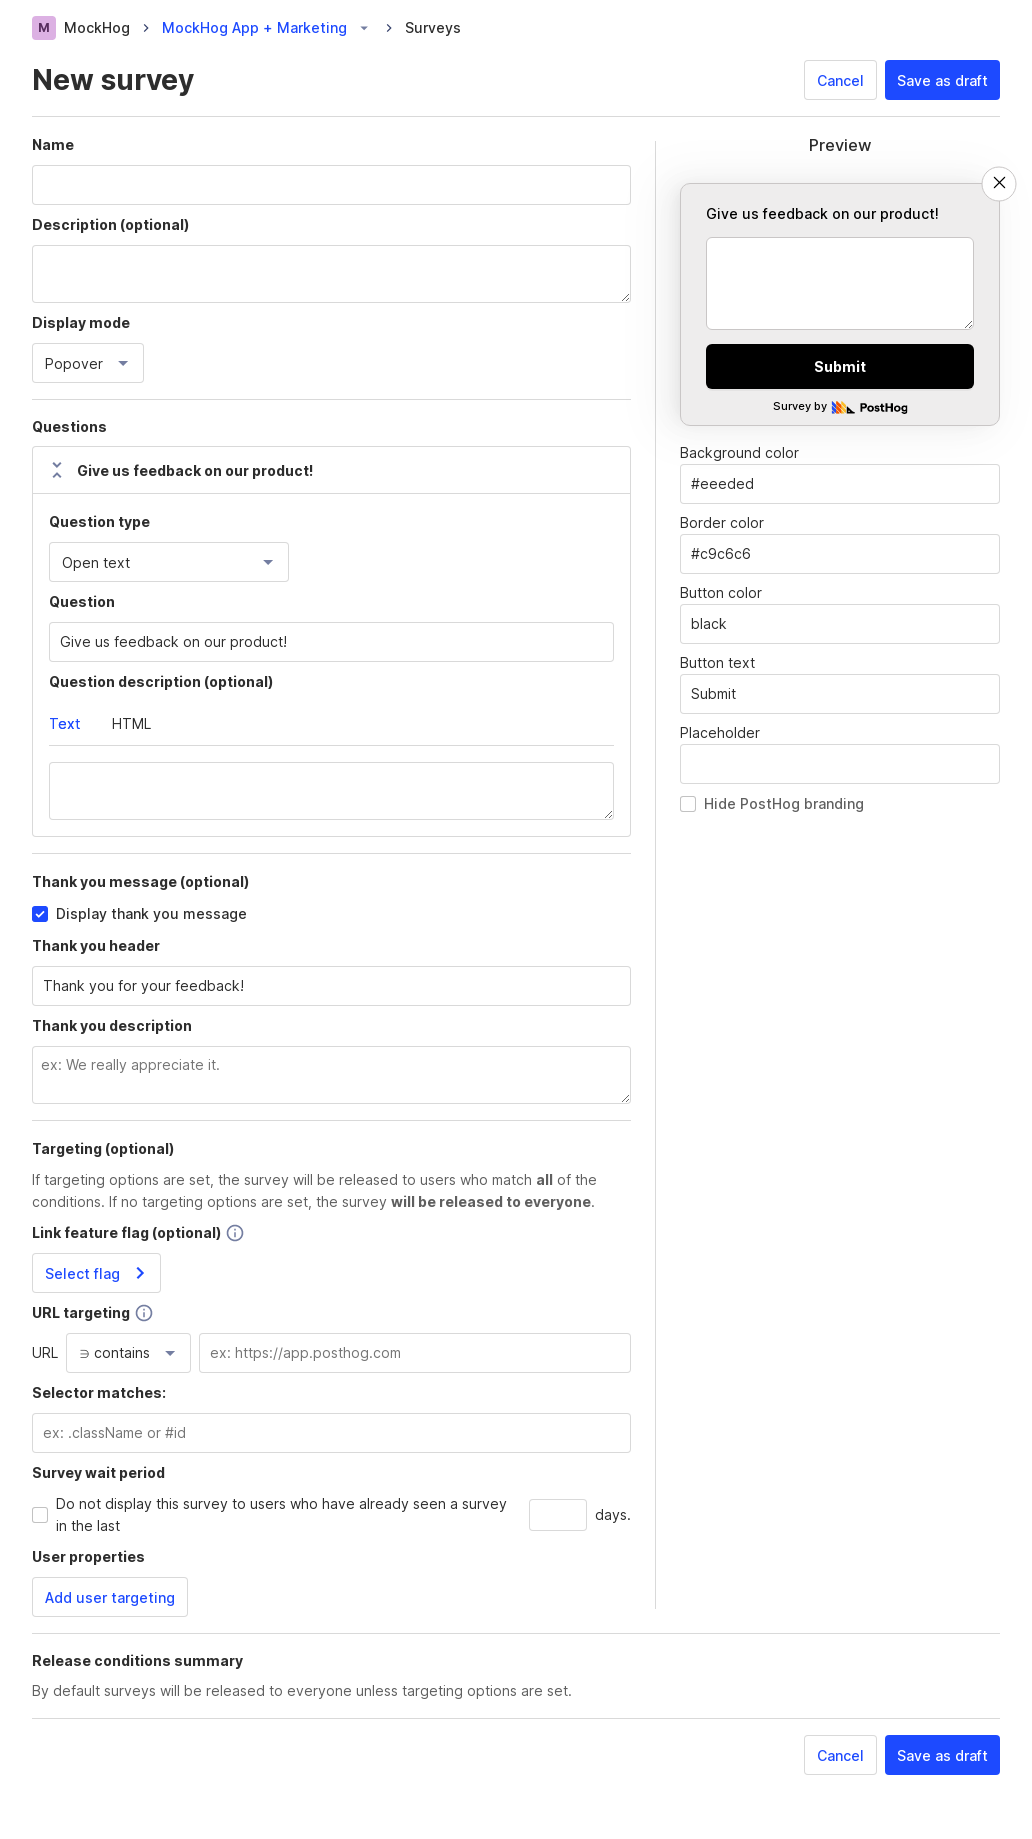 M MockHog > MockHog App + Marketing > Surveys
New survey
Cancel
Save as draft
Name
Description (optional)
Display mode
Popover
Questions
Give us feedback on our product!
Question type
Open text
Question
Give us feedback on our product!
Question description (optional)
Text HTML
Thank you message (optional)
Display thank you message
Thank you header
Thank you for your feedback!
Thank you description
ex: We really appreciate it.
Targeting (optional)
If targeting options are set, the survey will be released to users who match all of the
conditions. If no targeting options are set, the survey will be released to everyone.
Link feature flag (optional)
Select flag
URL targeting
URL ∋ contains ex: https://app.posthog.com
Selector matches:
ex: .className or #id
Survey wait period
Do not display this survey to users who have already seen a survey
in the last
days.
User properties
Add user targeting
Preview
Give us feedback on our product!
Submit
Survey by PostHog
Background color
#eeeded
Border color
#c9c6c6
Button color
black
Button text
Submit
Placeholder
Hide PostHog branding
Release conditions summary
By default surveys will be released to everyone unless targeting options are set.
Cancel
Save as draft